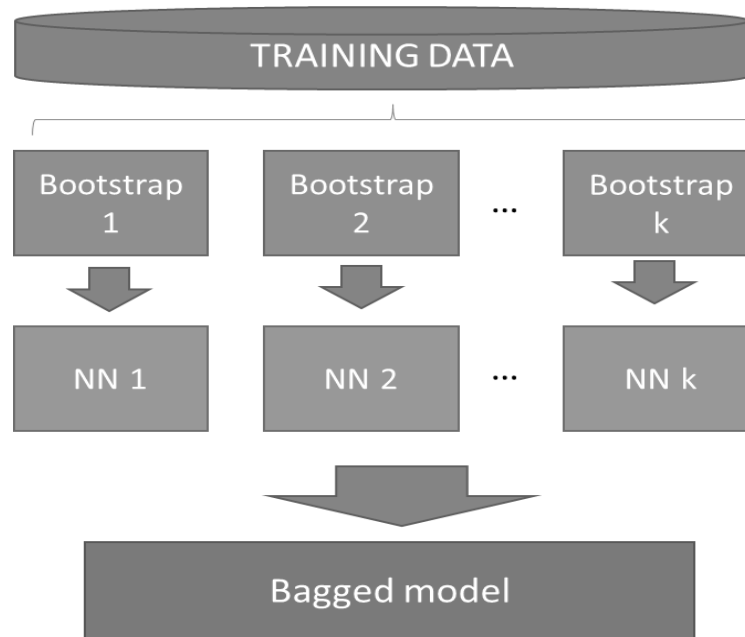 TRAINING DATA
Bootstrap
1
Bootstrap
2
...
Bootstrap
k
NN 1
NN 2
...
NN k
Bagged model